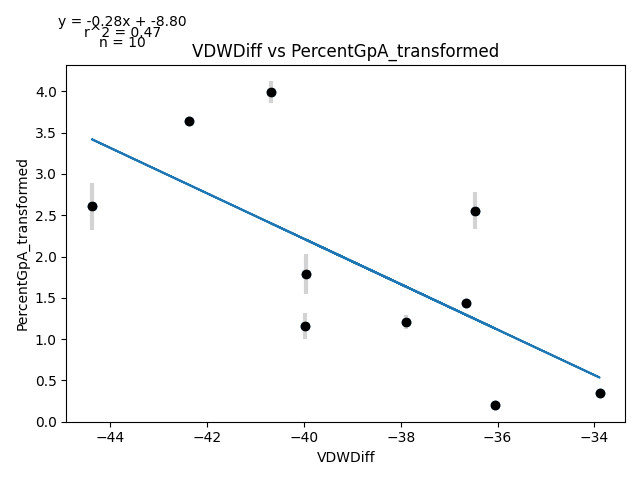 y = -0.28x + -8.80
r^2 = 0.47
n = 10
VDWDiff vs PercentGpA_transformed
PercentGpA_transformed
4.0
3.5
3.0
2.5
2.0
1.5
1.0
0.5
0.0
−44 −42 −40 −38 −36 −34
VDWDiff